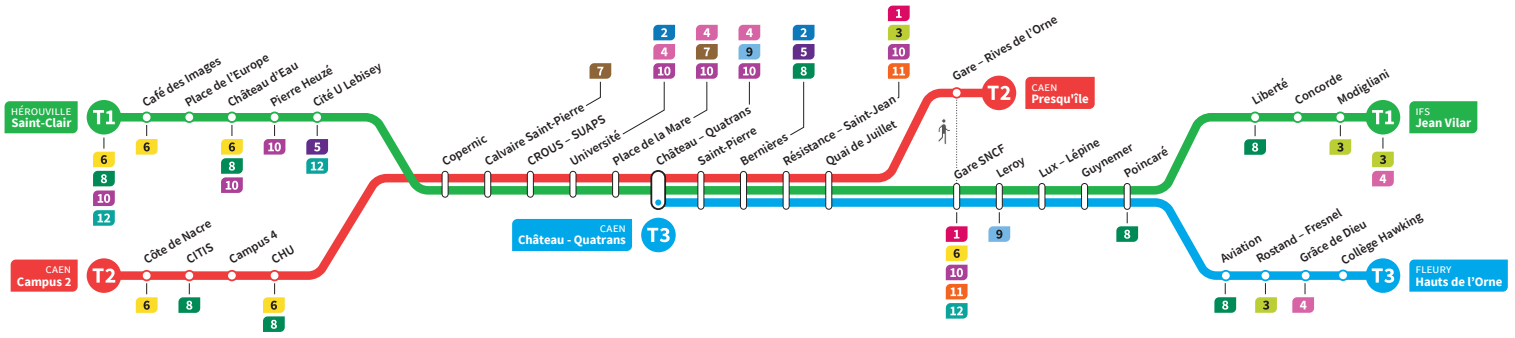 HÉROUVILLE
Saint-Clair
T1
6
8
10
12
Café des Images
6
Place de l'Europe
Château d'Eau
6
8
10
Pierre Heuzé
10
Cité U Lebisey
5
12
CAEN
Campus 2
T2
Côte de Nacre
6
CITIS
8
Campus 4
CHU
6
8
Copernic
Calvaire Saint-Pierre
7
CROUS – SUAPS
Université
2
4
10
Place de la Mare
4
7
10
Château – Quatrans
4
9
10
CAEN
Château - Quatrans
T3
Saint-Pierre
Bernières
2
5
8
Résistance – Saint-Jean
1
3
10
11
Quai de Juillet
Gare – Rives de l'Orne
T2
CAEN
Presqu'île
Gare SNCF
1
6
10
11
12
Leroy
9
Lux – Lépine
Guynemer
Poincaré
8
Liberté
8
Concorde
Modigliani
3
T1
IFS
Jean Vilar
3
4
Aviation
8
Rostand – Fresnel
3
Grâce de Dieu
4
Collège Hawking
T3
FLEURY
Hauts de l'Orne